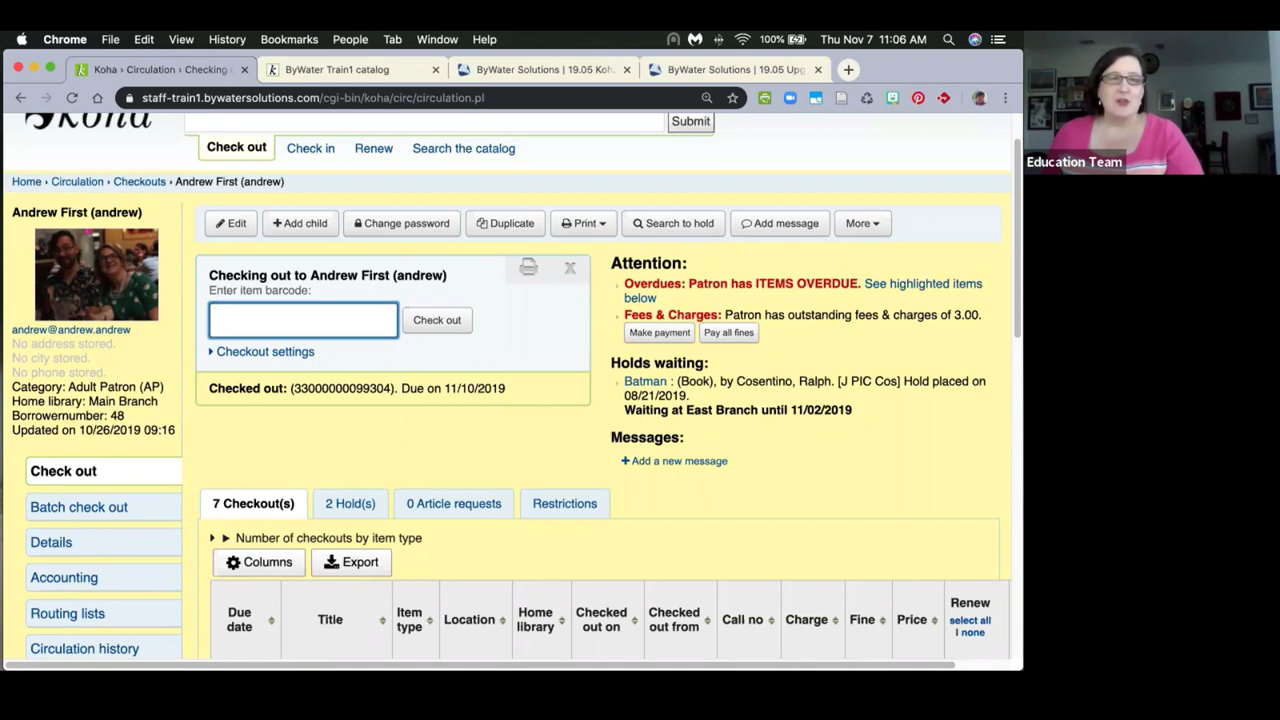 Chrome File Edit View History Bookmarks People Tab Window Help 100% Thu Nov 7 11:06 AM
Koha › Circulation › Checking c
ByWater Train1 catalog
ByWater Solutions | 19.05 Koh
ByWater Solutions | 19.05 Upg
staff-train1.bywatersolutions.com/cgi-bin/koha/circ/circulation.pl
koha
Submit
Check out Check in Renew Search the catalog
Home › Circulation › Checkouts › Andrew First (andrew)
Andrew First (andrew)
andrew@andrew.andrew
No address stored.
No city stored.
No phone stored.
Category: Adult Patron (AP)
Home library: Main Branch
Borrowernumber: 48
Updated on 10/26/2019 09:16
Check out
Batch check out
Details
Accounting
Routing lists
Circulation history
Edit + Add child Change password Duplicate Print Search to hold Add message More
Checking out to Andrew First (andrew)
Enter item barcode:
Check out
Checkout settings
Checked out: (33000000099304). Due on 11/10/2019
Attention:
Overdues: Patron has ITEMS OVERDUE. See highlighted items
below
Fees & Charges: Patron has outstanding fees & charges of 3.00.
Make payment Pay all fines
Holds waiting:
Batman : (Book), by Cosentino, Ralph. [J PIC Cos] Hold placed on
08/21/2019.
Waiting at East Branch until 11/02/2019
Messages:
+ Add a new message
7 Checkout(s) 2 Hold(s) 0 Article requests Restrictions
Number of checkouts by item type
Columns Export
Due date
Title
Item type
Location
Home library
Checked out on
Checked out from
Call no
Charge
Fine
Price
Renew
select all
I none
Education Team